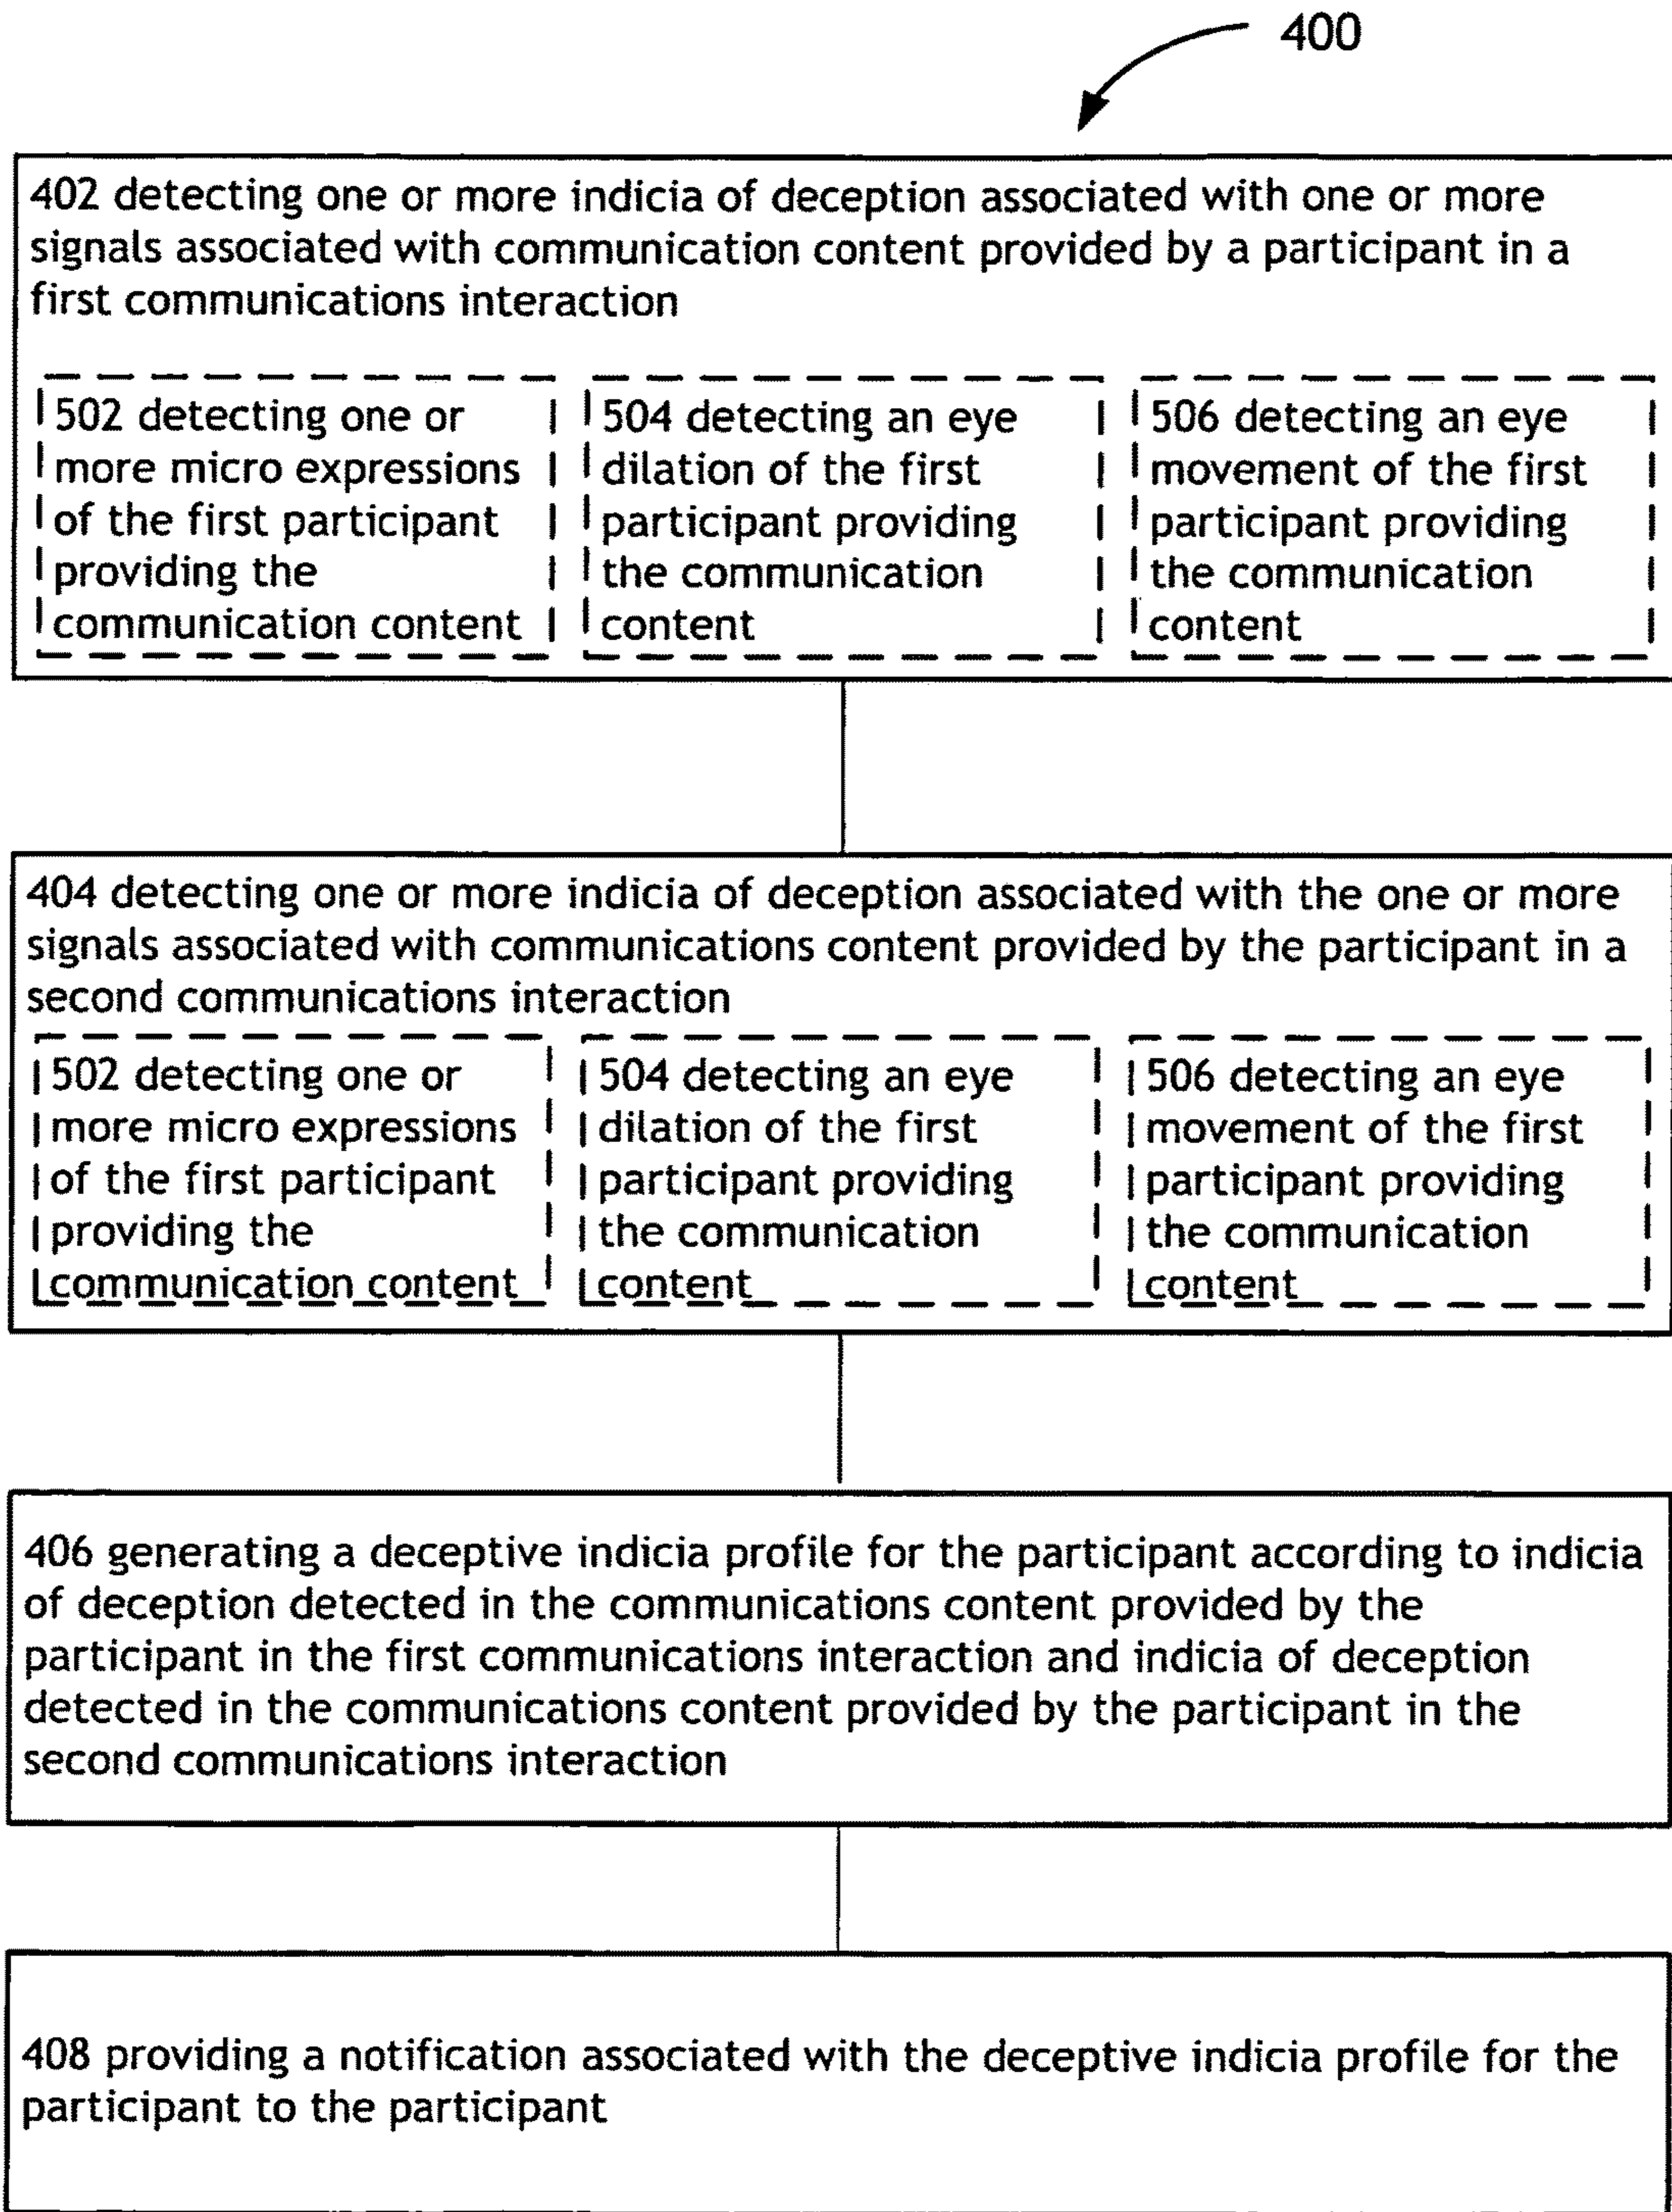 400
402 detecting one or more indicia of deception associated with one or more
signals associated with communication content provided by a participant in a
first communications interaction
502 detecting one or
more micro expressions
of the first participant
providing the
communication content
504 detecting an eye
dilation of the first
participant providing
the communication
content
506 detecting an eye
movement of the first
participant providing
the communication
content
404 detecting one or more indicia of deception associated with the one or more
signals associated with communications content provided by the participant in a
second communications interaction
502 detecting one or
more micro expressions
of the first participant
providing the
communication content
504 detecting an eye
dilation of the first
participant providing
the communication
content
506 detecting an eye
movement of the first
participant providing
the communication
content
406 generating a deceptive indicia profile for the participant according to indicia
of deception detected in the communications content provided by the
participant in the first communications interaction and indicia of deception
detected in the communications content provided by the participant in the
second communications interaction
408 providing a notification associated with the deceptive indicia profile for the
participant to the participant